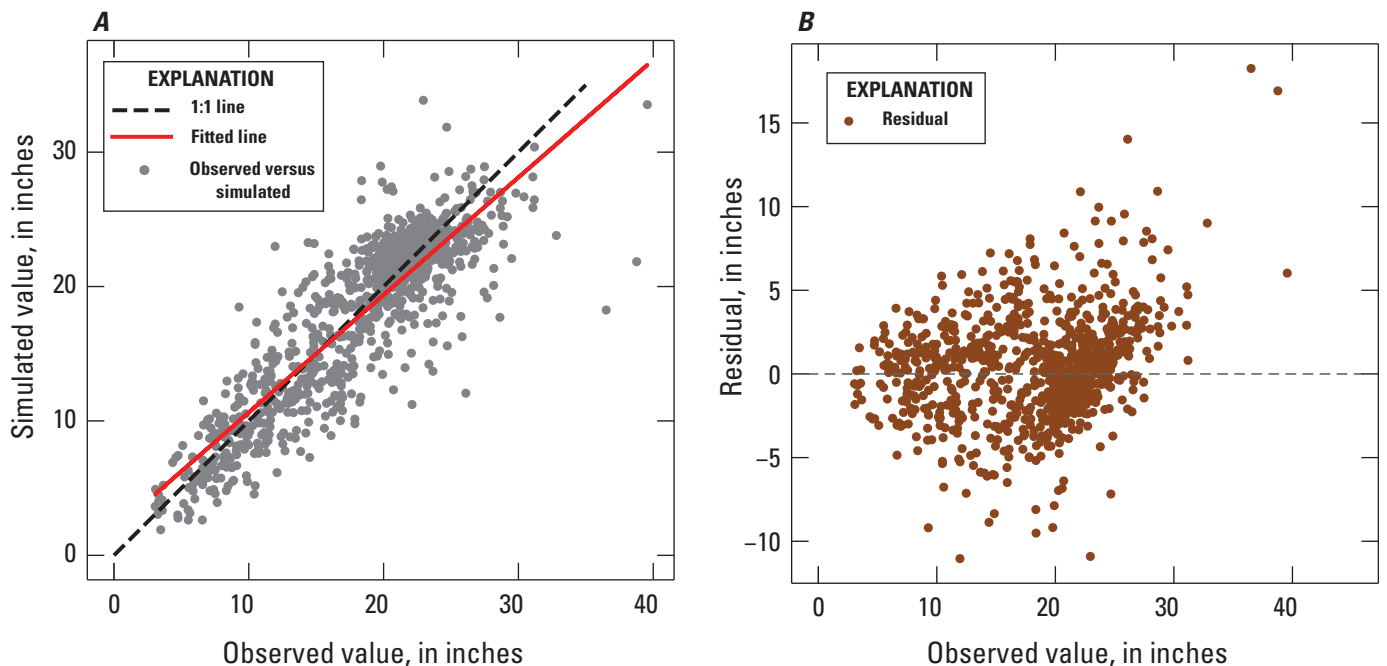 A
EXPLANATION
1:1 line
Fitted line
Observed versus
simulated
Simulated value, in inches
30
20
10
0
0 10 20 30 40
Observed value, in inches
B
EXPLANATION
Residual
Residual, in inches
15
10
5
0
−5
−10
0 10 20 30 40
Observed value, in inches